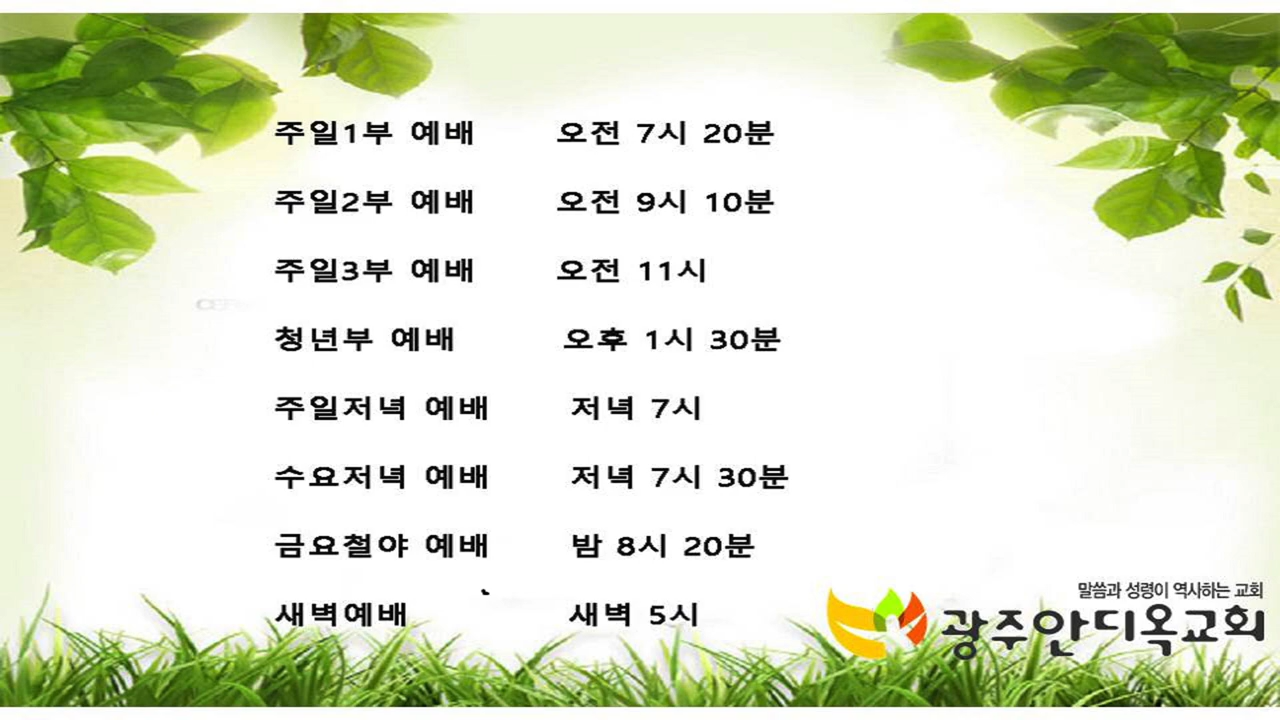 주일1부 예배 오전 7시 20분
주일2부 예배 오전 9시 10분
주일3부 예배 오전 11시
청년부 예배 오후 1시 30분
주일저녁 예배 저녁 7시
수요저녁 예배 저녁 7시 30분
금요철야 예배 밤 8시 20분
새벽예배 새벽 5시
말씀과 성령이 역사하는 교회
광주안디옥교회